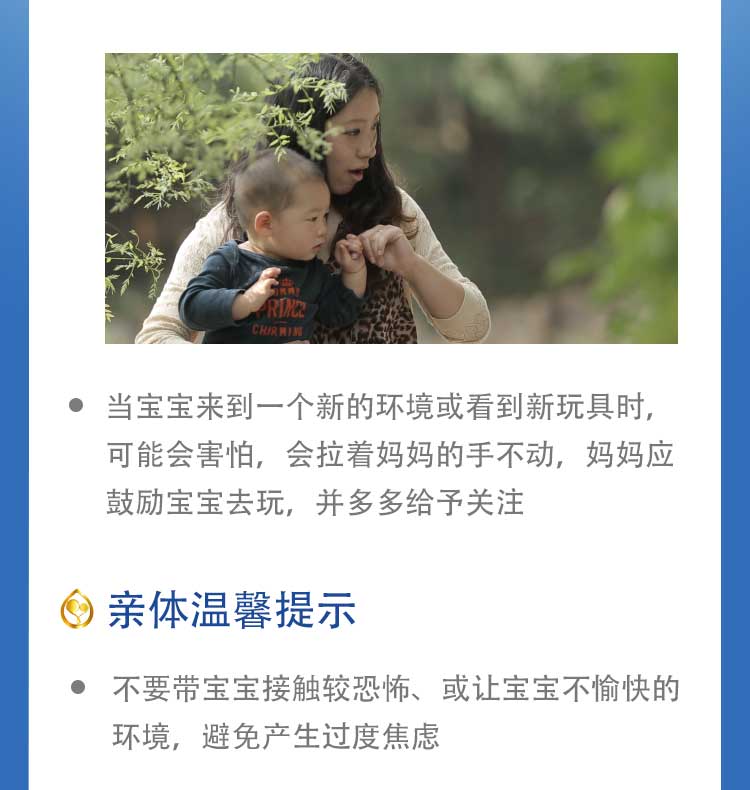 PRINCE
CHARMING
当宝宝来到一个新的环境或看到新玩具时,
可能会害怕, 会拉着妈妈的手不动, 妈妈应
鼓励宝宝去玩, 并多多给予关注
亲体温馨提示
不要带宝宝接触较恐怖、或让宝宝不愉快的
环境, 避免产生过度焦虑